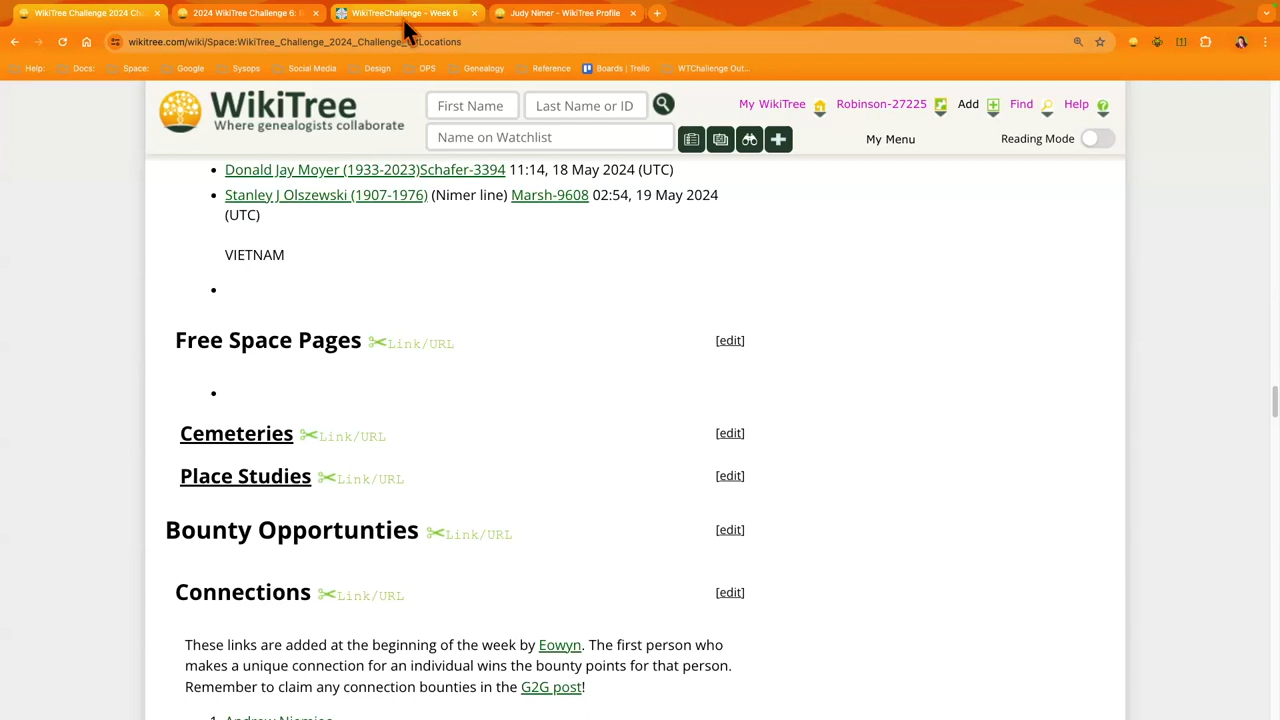 WikiTree Challenge 2024 Ch
2024 WikiTree Challenge 6:
WikiTreeChallenge - Week 6
Judy Nimer - WikiTree Profile
wikitree.com/wiki/Space:WikiTree_Challenge_2024_Challenge_ Locations
Help: Docs: Space: Google Sysops Social Media Design OPS Genealogy Reference Boards | Trello WTChallenge Out...
WikiTree
Where genealogists collaborate
First Name Last Name or ID
Name on Watchlist
My WikiTree Robinson-27225 Add Find Help
My Menu Reading Mode
Donald Jay Moyer (1933-2023)Schafer-3394 11:14, 18 May 2024 (UTC)
Stanley J Olszewski (1907-1976) (Nimer line) Marsh-9608 02:54, 19 May 2024
(UTC)
VIETNAM
Free Space Pages Link/URL [edit]
Cemeteries Link/URL [edit]
Place Studies Link/URL [edit]
Bounty Opportunties Link/URL [edit]
Connections Link/URL [edit]
These links are added at the beginning of the week by Eowyn. The first person who
makes a unique connection for an individual wins the bounty points for that person.
Remember to claim any connection bounties in the G2G post!
1. Andrew Niemiec